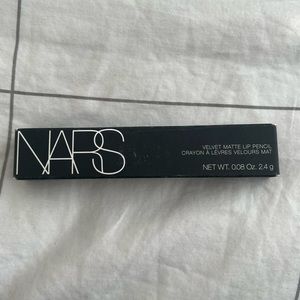 NARS
VELVET MATTE LIP PENCIL
CRAYON À LÈVRES VELOURS MAT
NET WT. 0.08 Oz. 2.4 g